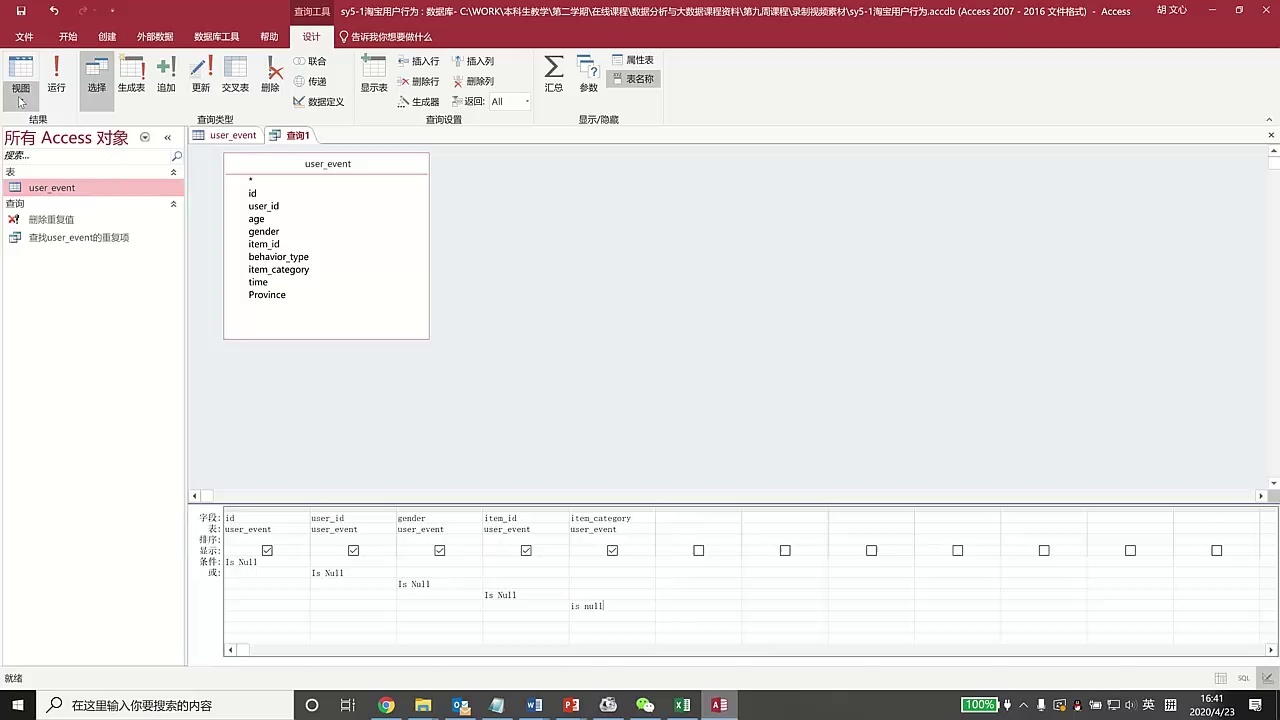 查询工具
sy5-1淘宝用户行为 : 数据库- C:\WORK\本科生教学\第二学期\在线课程\数据分析与大数据课程资料\第九周课程\录制视频素材\sy5-1淘宝用户行为.accdb (Access 2007 - 2016 文件格式) - Access
胡 文心
文件 开始 创建 外部数据 数据库工具 帮助 设计 告诉我你想要做什么
视图 运行 选择 生成表 追加 更新 交叉表 删除
联合
传递
数据定义
显示表
插入行
删除行
生成器
插入列
删除列
返回: All
汇总 参数
属性表
表名称
结果 查询类型 查询设置 显示/隐藏
所有 Access 对象
搜索...
表
user_event
查询
删除重复值
查找user_event的重复项
user_event 查询1
user_event
*
id
user_id
age
gender
item_id
behavior_type
item_category
time
Province
字段: id user_id gender item_id item_category
表: user_event user_event user_event user_event user_event
排序:
显示:
条件: Is Null
或: Is Null
Is Null
Is Null
is null
就绪
SQL
在这里输入你要搜索的内容
100%
英
16:41
2020/4/23